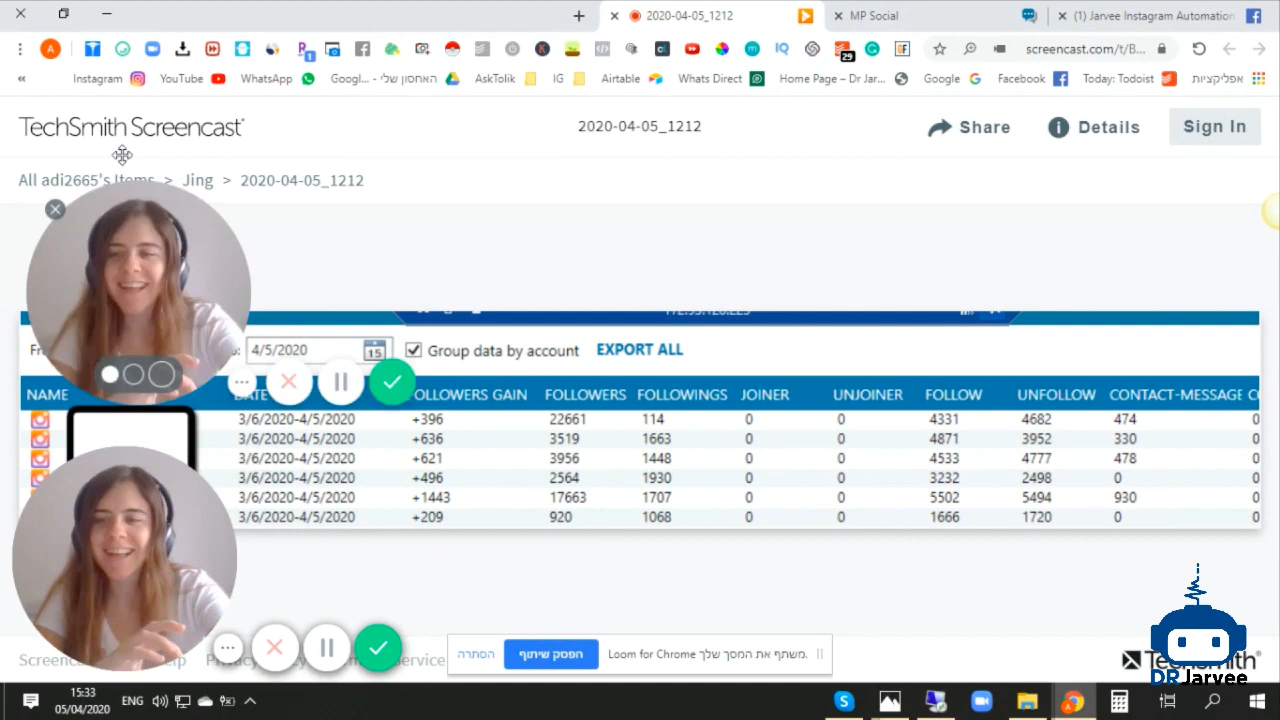 2020-04-05_1212
MP Social
(1) Jarvee Instagram Automation
screencast.com/t/B...
29
Instagram
YouTube
WhatsApp
האחסון שלי - Googl...
AskTolik
IG
Airtable
Whats Direct
Home Page – Dr Jar...
Google
Facebook
Today: Todoist
אפליקציות
TechSmith Screencast
2020-04-05_1212
Share
Details
Sign In
All adi2665's Items > Jing > 2020-04-05_1212
4/5/2020
15
Group data by account
EXPORT ALL
NAME DATE FOLLOWERS GAIN FOLLOWERS FOLLOWINGS JOINER UNJOINER FOLLOW UNFOLLOW CONTACT-MESSAGE
3/6/2020-4/5/2020 +396 22661 114 0 0 4331 4682 474 0
3/6/2020-4/5/2020 +636 3519 1663 0 0 4871 3952 330 0
3/6/2020-4/5/2020 +621 3956 1448 0 0 4533 4777 478 0
3/6/2020-4/5/2020 +496 2564 1930 0 0 3232 2498 0 0
3/6/2020-4/5/2020 +1443 17663 1707 0 0 5502 5494 930 0
3/6/2020-4/5/2020 +209 920 1068 0 0 1666 1720 0 0
הסתרה
הפסק שיתוף
Loom for Chrome משתף את המסך שלך.
DR Jarvee
15:33
05/04/2020
ENG